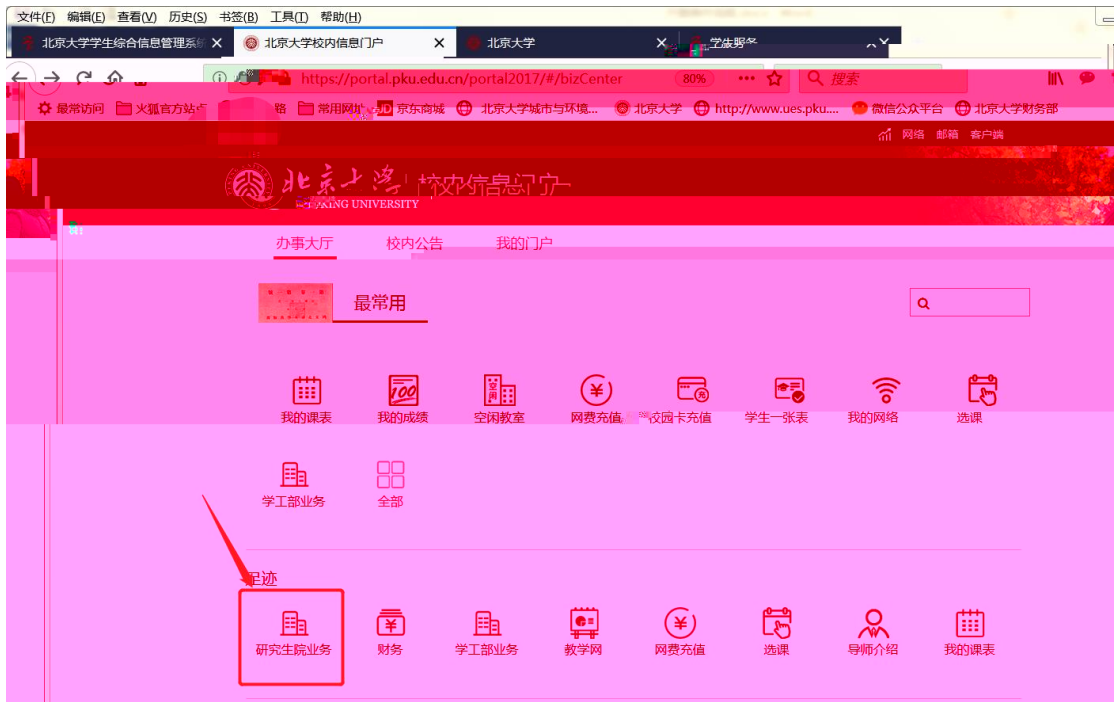 文件(F) 编辑(E) 查看(V) 历史(S) 书签(B) 工具(T) 帮助(H)
北京大学学生综合信息管理系统 × 北京大学校内信息门户 × 北京大学 ×
https://portal.pku.edu.cn/portal2017/#/bizCenter 80% 搜索
最常访问 火狐官方站点 常用网址 JD 京东商城 北京大学城市与环境... 北京大学 http://www.ues.pku.... 微信公众平台 北京大学财务部
网络 邮箱 客户端
北京大学 校内信息门户
UNIVERSITY
办事大厅 校内公告 我的门户
最常用
我的课表 我的成绩 空闲教室 网费充值 校园卡充值 学生一张表 我的网络 选课
学工部业务 全部
足迹
研究生院业务 财务 学工部业务 教学网 网费充值 选课 导师介绍 我的课表